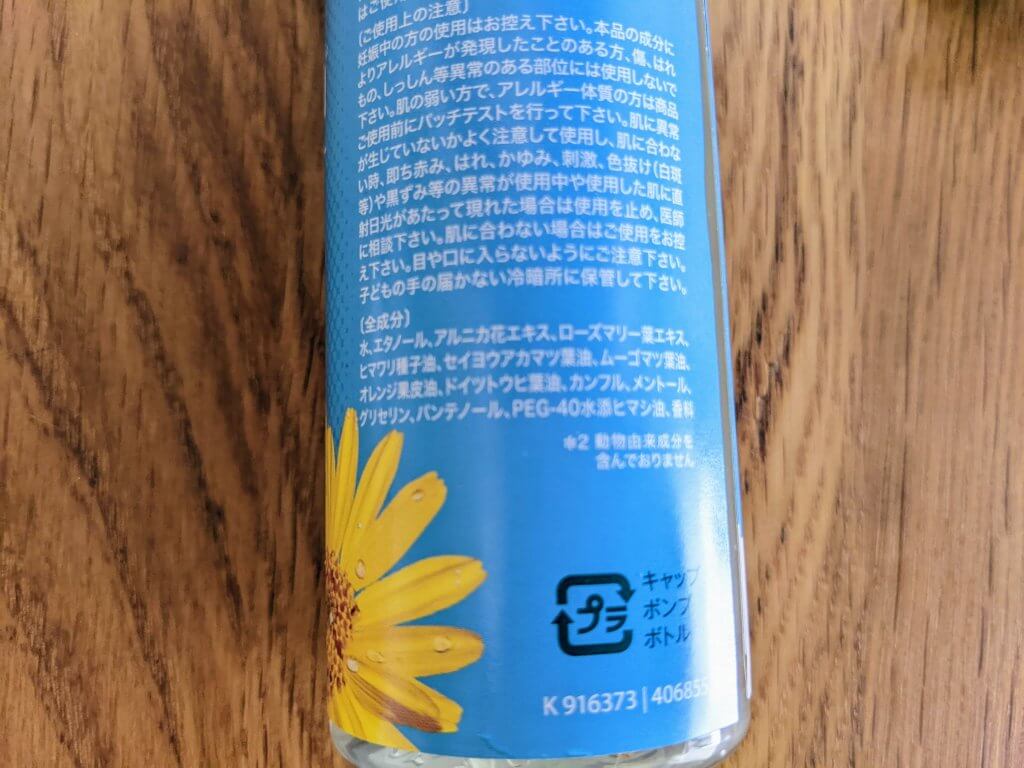 はご使用
〔ご使用上の注意〕
妊娠中の方の使用はお控え下さい。本品の成分に
よりアレルギーが発現したことのある方、傷、はれ
もの、しっしん等異常のある部位には使用しないで
下さい。肌の弱い方で、アレルギー体質の方は商品
ご使用前にパッチテストを行って下さい。肌に異常
が生じていないかよく注意して使用し、肌に合わな
い時、即ち赤み、はれ、かゆみ、刺激、色抜け(白斑
等)や黒ずみ等の異常が使用中や使用した肌に直
射日光があたって現れた場合は使用を止め、医師
に相談下さい。肌に合わない場合はご使用をお控
え下さい。目や口に入らないようにご注意下さい。
子どもの手の届かない冷暗所に保管して下さい。
〔全成分〕
水、エタノール、アルニカ花エキス、ローズマリー葉エキス、
ヒマワリ種子油、セイヨウアカマツ葉油、ムーゴマツ葉油、
オレンジ果皮油、ドイツトウヒ葉油、カンフル、メントール、
グリセリン、パンテノール、PEG-40水添ヒマシ油、香料
*2 動物由来成分を
含んでおりません
プラ
キャップ
ポンプ
ボトル
K 916373 | 406855